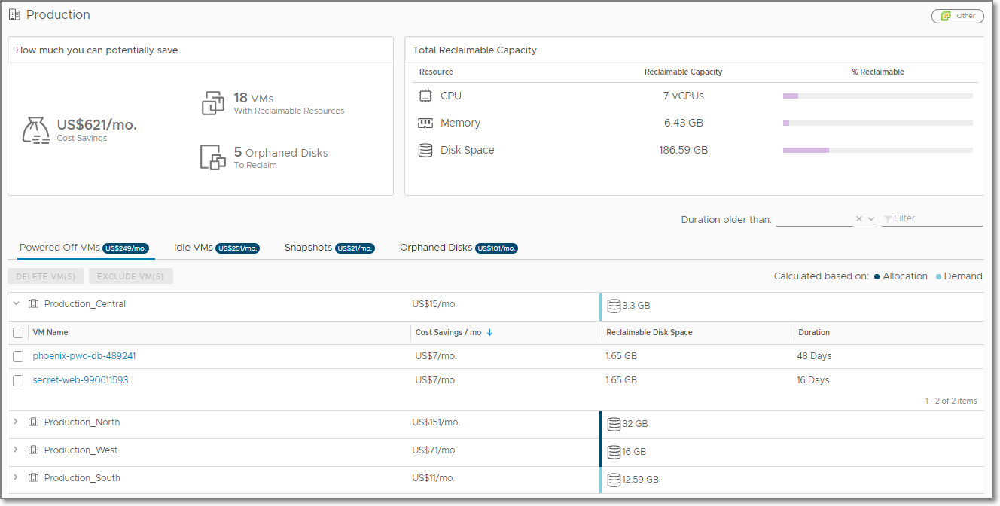 Production
Other
How much you can potentially save.
US$621/mo.
Cost Savings
18 VMs
With Reclaimable Resources
5 Orphaned Disks
To Reclaim
Total Reclaimable Capacity
Resource Reclaimable Capacity % Reclaimable
CPU 7 vCPUs
Memory 6.43 GB
Disk Space 186.59 GB
Duration older than: Filter
Powered Off VMs US$249/mo. Idle VMs US$251/mo. Snapshots US$21/mo. Orphaned Disks US$101/mo.
DELETE VM(S) EXCLUDE VM(S) Calculated based on: Allocation Demand
Production_Central US$15/mo. 3.3 GB
VM Name Cost Savings / mo Reclaimable Disk Space Duration
phoenix-pwo-db-489241 US$7/mo. 1.65 GB 48 Days
secret-web-990611593 US$7/mo. 1.65 GB 16 Days
1 - 2 of 2 items
Production_North US$151/mo. 32 GB
Production_West US$71/mo. 16 GB
Production_South US$11/mo. 12.59 GB